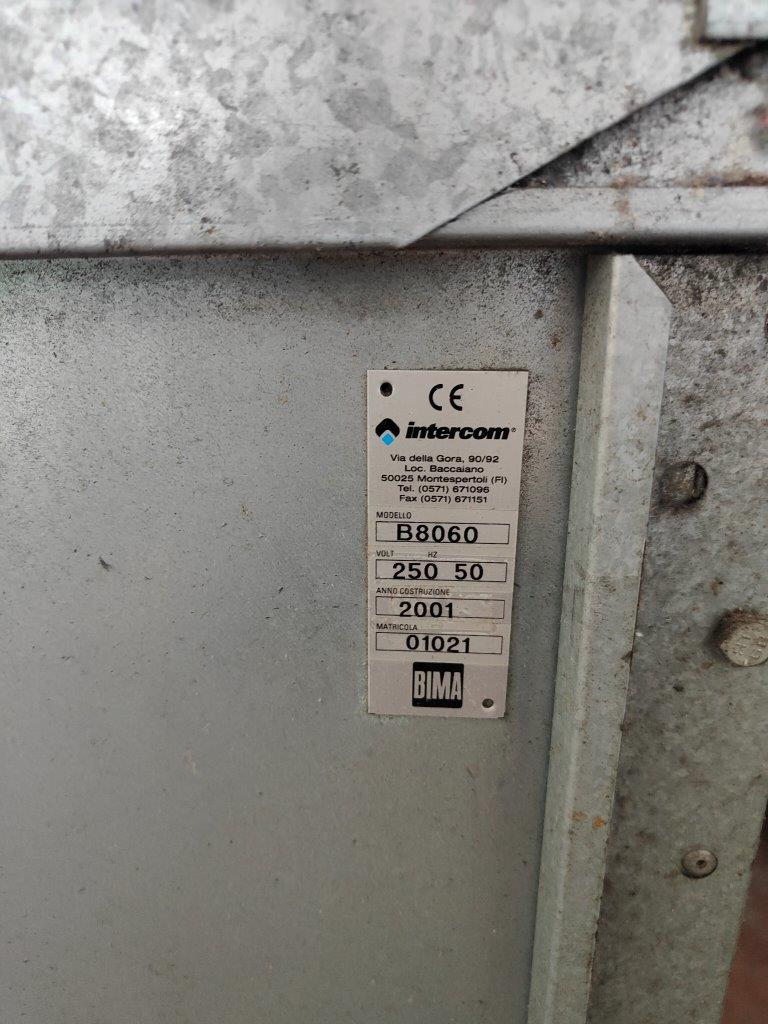 CE
intercom®
Via della Gora, 90/92
Loc. Baccaiano
50025 Montespertoli (FI)
Tel. (0571) 671096
Fax (0571) 671151
MODELLO
B8060
VOLT HZ
250 50
ANNO COSTRUZIONE
2001
MATRICOLA
01021
BIMA